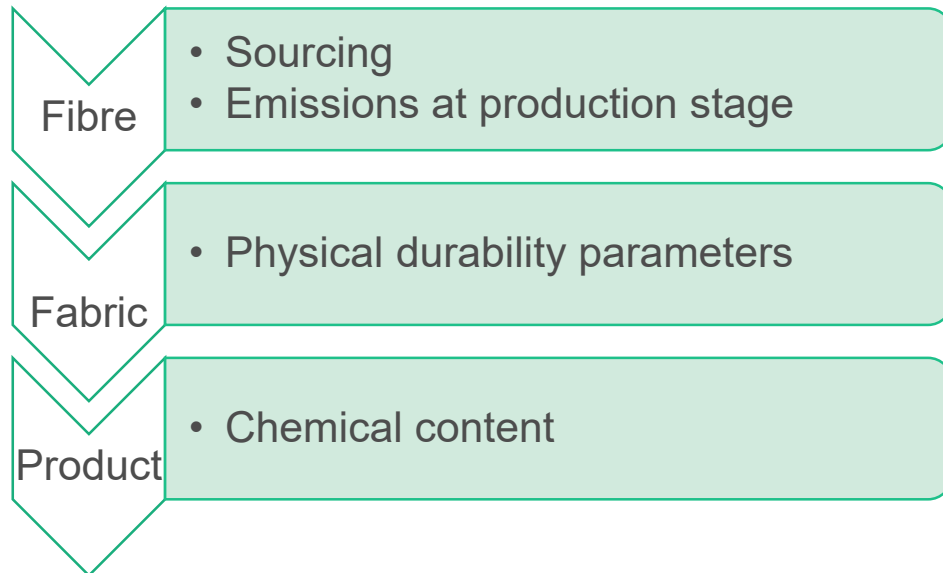 Fibre
• Sourcing
• Emissions at production stage
Fabric
• Physical durability parameters
Product
• Chemical content